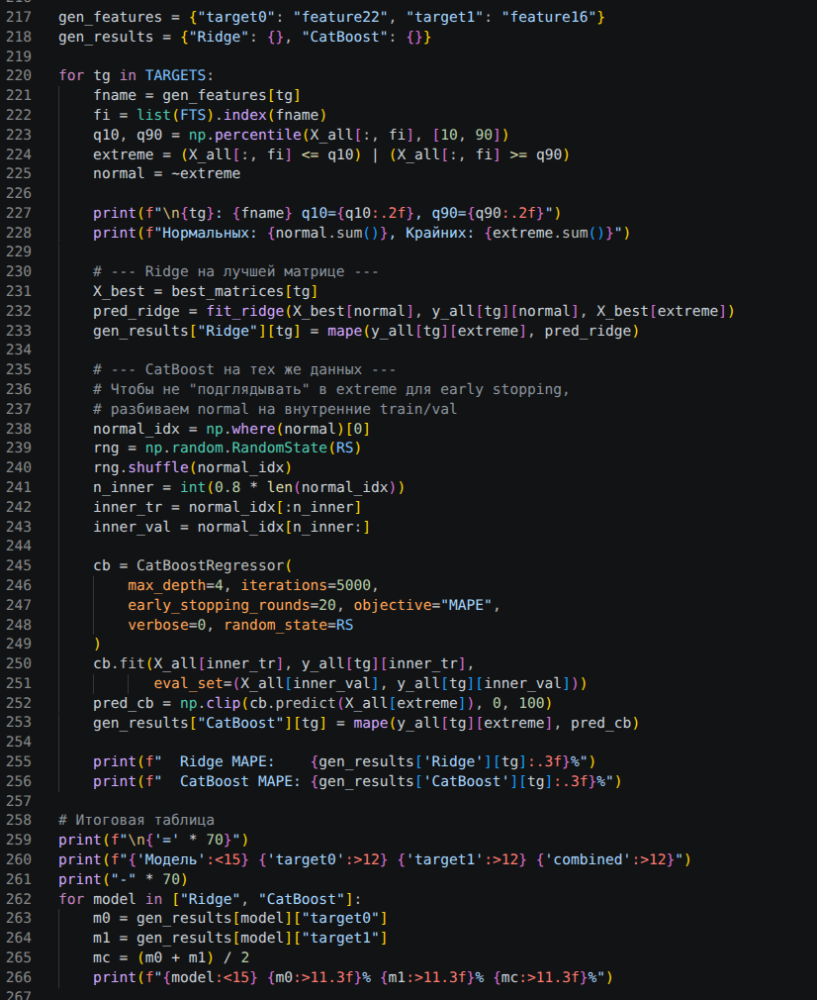 217 gen_features = {"target0": "feature22", "target1": "feature16"}
218 gen_results = {"Ridge": {}, "CatBoost": {}}
219
220 for tg in TARGETS:
221     fname = gen_features[tg]
222     fi = list(FTS).index(fname)
223     q10, q90 = np.percentile(X_all[:, fi], [10, 90])
224     extreme = (X_all[:, fi] <= q10) | (X_all[:, fi] >= q90)
225     normal = ~extreme
226
227     print(f"\n{tg}: {fname} q10={q10:.2f}, q90={q90:.2f}")
228     print(f"Нормальных: {normal.sum()}, Крайних: {extreme.sum()}")
229
230     # --- Ridge на лучшей матрице ---
231     X_best = best_matrices[tg]
232     pred_ridge = fit_ridge(X_best[normal], y_all[tg][normal], X_best[extreme])
233     gen_results["Ridge"][tg] = mape(y_all[tg][extreme], pred_ridge)
234
235     # --- CatBoost на тех же данных ---
236     # Чтобы не "подглядывать" в extreme для early stopping,
237     # разбиваем normal на внутренние train/val
238     normal_idx = np.where(normal)[0]
239     rng = np.random.RandomState(RS)
240     rng.shuffle(normal_idx)
241     n_inner = int(0.8 * len(normal_idx))
242     inner_tr = normal_idx[:n_inner]
243     inner_val = normal_idx[n_inner:]
244
245     cb = CatBoostRegressor(
246         max_depth=4, iterations=5000,
247         early_stopping_rounds=20, objective="MAPE",
248         verbose=0, random_state=RS
249     )
250     cb.fit(X_all[inner_tr], y_all[tg][inner_tr],
251            eval_set=(X_all[inner_val], y_all[tg][inner_val]))
252     pred_cb = np.clip(cb.predict(X_all[extreme]), 0, 100)
253     gen_results["CatBoost"][tg] = mape(y_all[tg][extreme], pred_cb)
254
255     print(f"  Ridge MAPE:    {gen_results['Ridge'][tg]:.3f}%")
256     print(f"  CatBoost MAPE: {gen_results['CatBoost'][tg]:.3f}%")
257
258 # Итоговая таблица
259 print(f"\n{'=' * 70}")
260 print(f"{'Модель':<15} {'target0':>12} {'target1':>12} {'combined':>12}")
261 print("-" * 70)
262 for model in ["Ridge", "CatBoost"]:
263     m0 = gen_results[model]["target0"]
264     m1 = gen_results[model]["target1"]
265     mc = (m0 + m1) / 2
266     print(f"{model:<15} {m0:>11.3f}% {m1:>11.3f}% {mc:>11.3f}%")
267